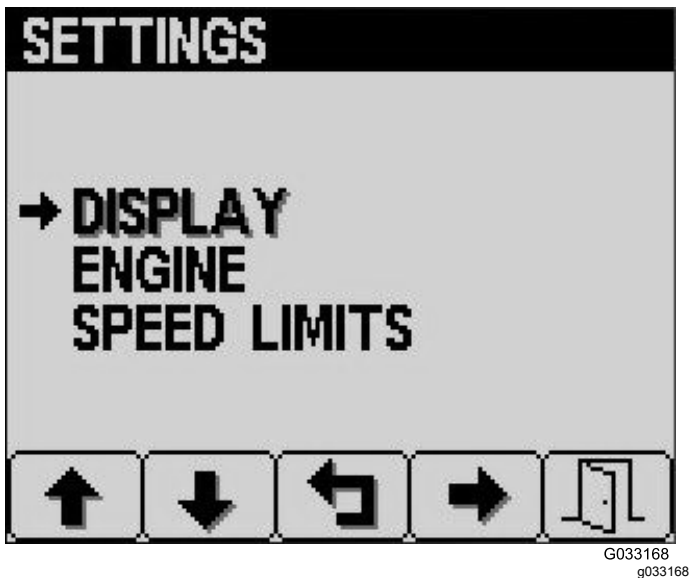 SETTINGS
DISPLAY
ENGINE
SPEED LIMITS
G033168
g033168